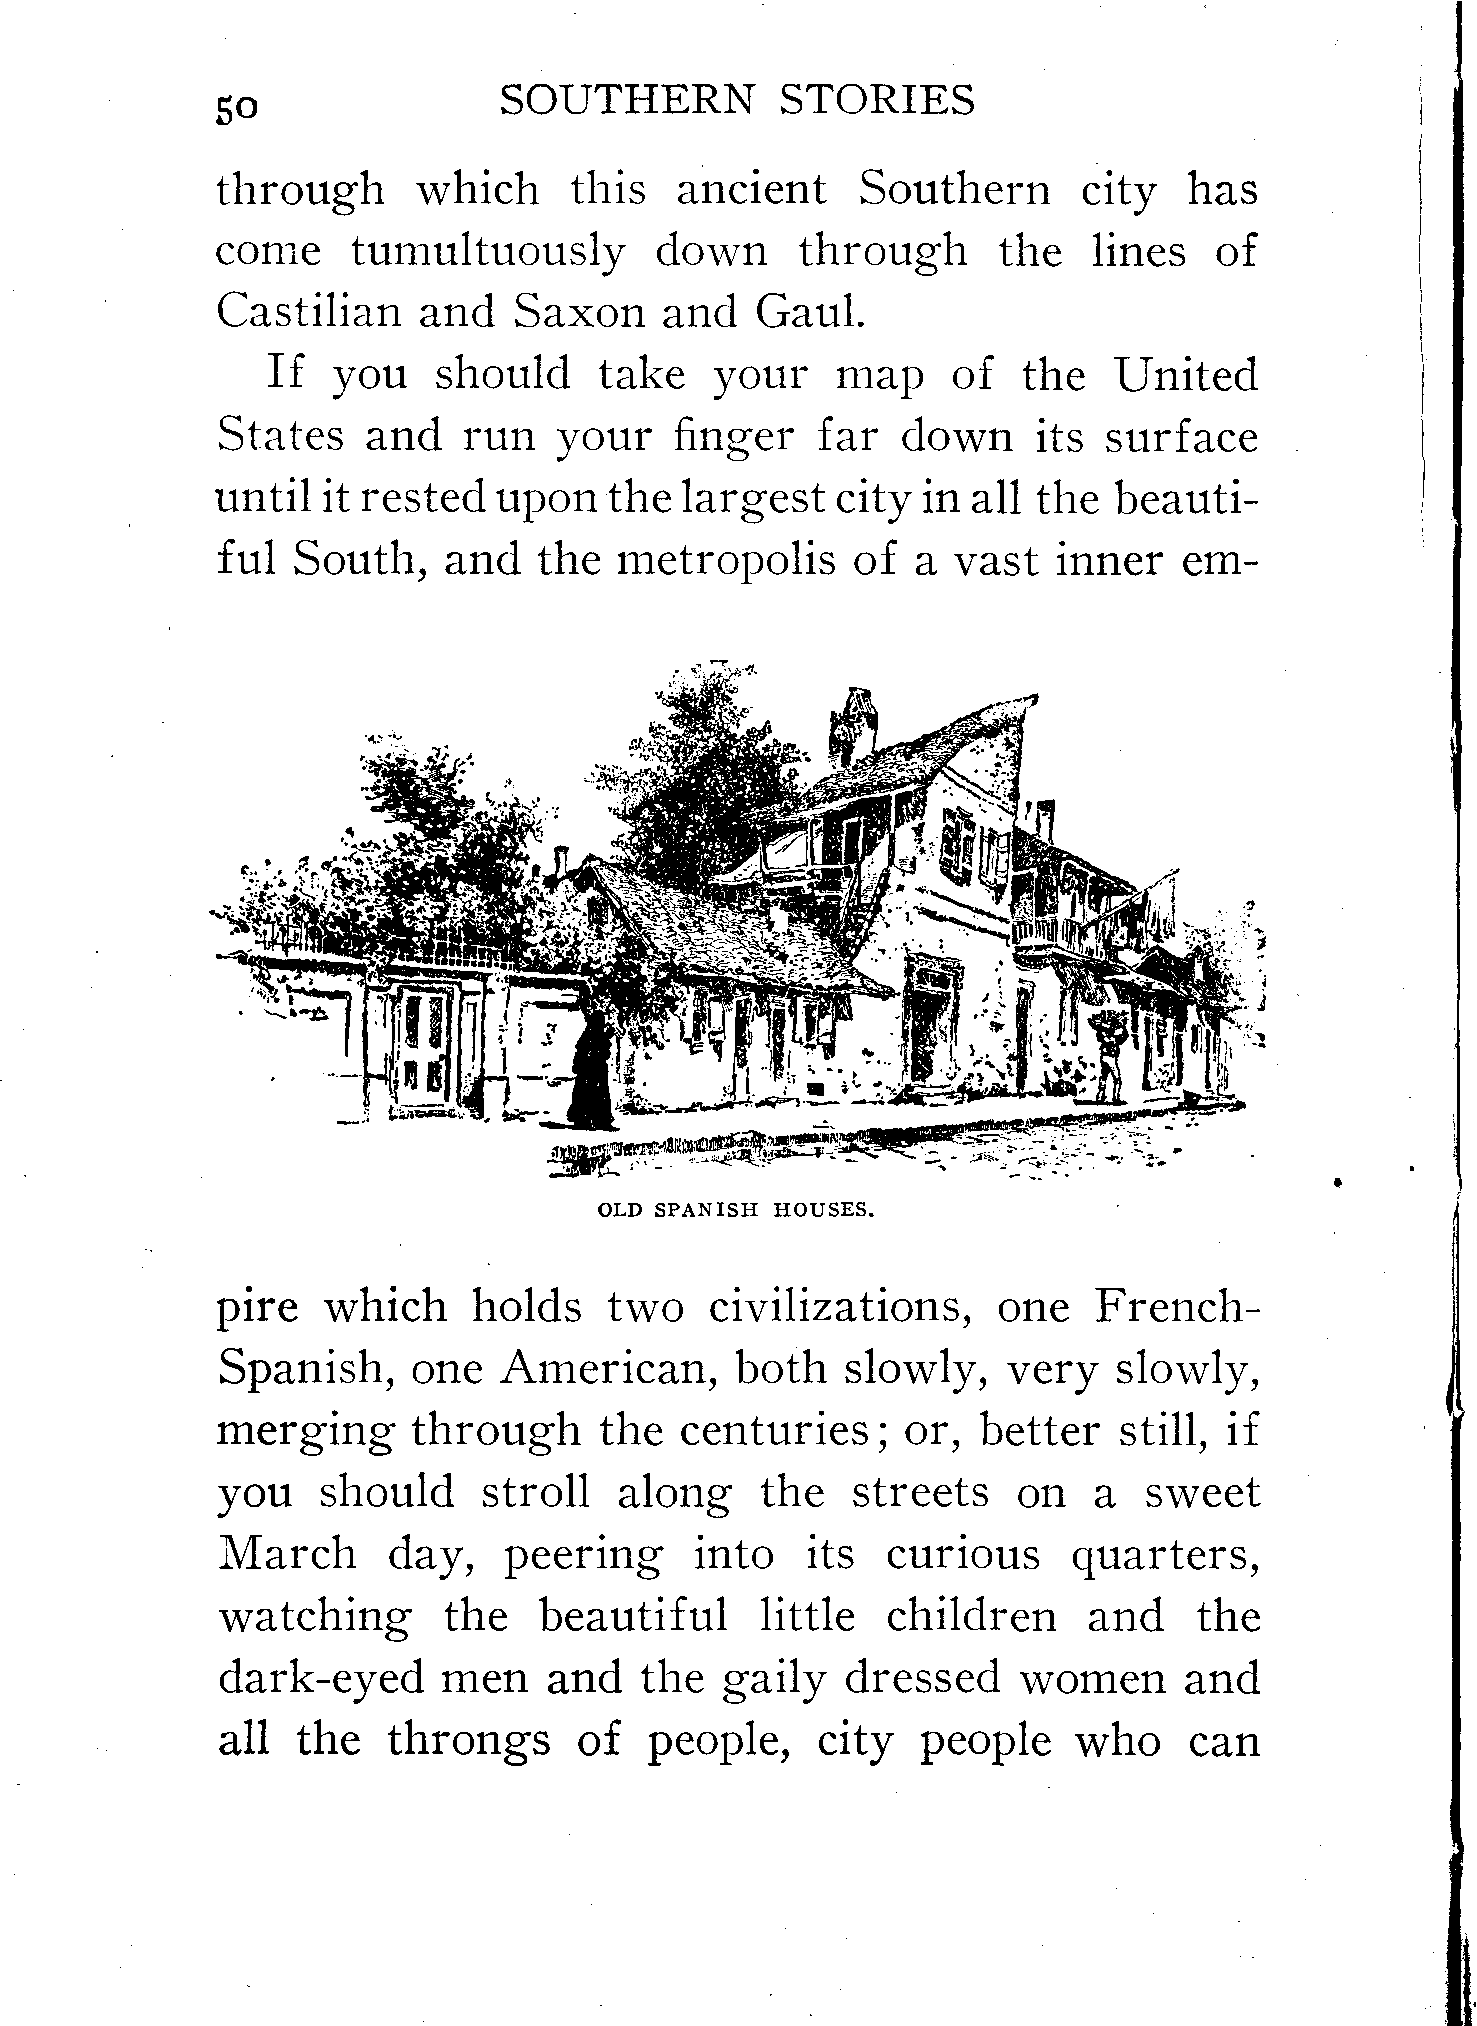 50 SOUTHERN STORIES
through which this ancient Southern city has
come tumultuously down through the lines of
Castilian and Saxon and Gaul.
If you should take your map of the United
States and run your finger far down its surface
until it rested upon the largest city in all the beauti-
ful South, and the metropolis of a vast inner em-
OLD SPANISH HOUSES.
pire which holds two civilizations, one French-
Spanish, one American, both slowly, very slowly,
merging through the centuries; or, better still, if
you should stroll along the streets on a sweet
March day, peering into its curious quarters,
watching the beautiful little children and the
dark-eyed men and the gaily dressed women and
all the throngs of people, city people who can